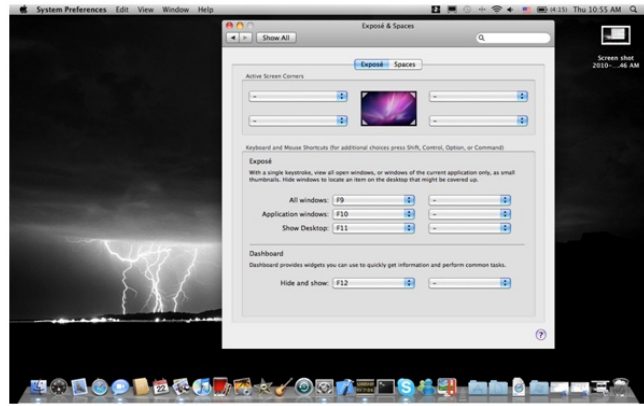 System Preferences Edit View Window Help
(4:15) Thu 10:55 AM
Exposé & Spaces
Show All
Screen shot
2010-...46 AM
Exposé Spaces
Active Screen Corners
- -
- -
Keyboard and Mouse Shortcuts (for additional choices press Shift, Control, Option, or Command)
Exposé
With a single keystroke, view all open windows, or windows of the current application only, as small
thumbnails. Hide windows to locate an item on the desktop that might be covered up.
All windows: F9 -
Application windows: F10 -
Show Desktop: F11 -
Dashboard
Dashboard provides widgets you can use to quickly get information and perform common tasks.
Hide and show: F12 -
?
22